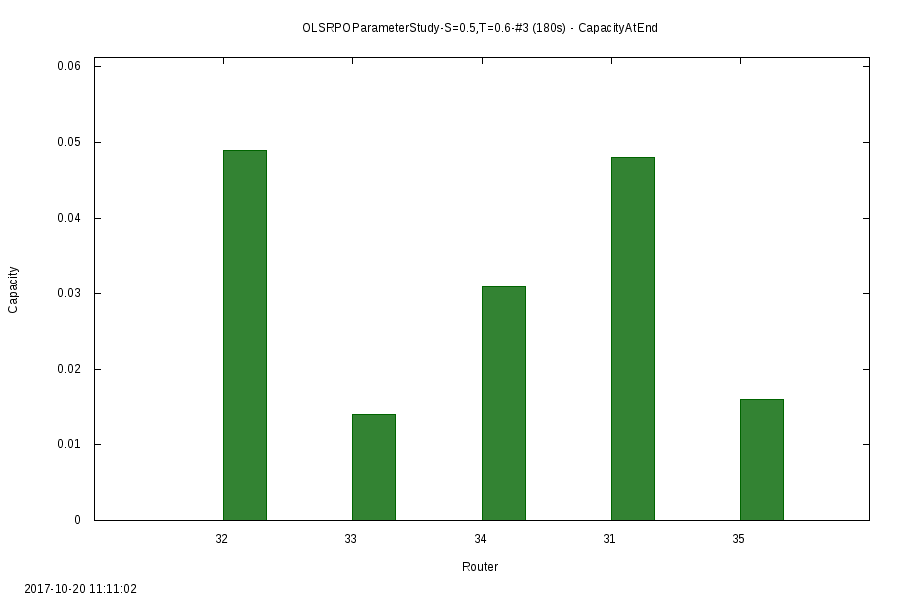 OLSRPOParameterStudy-S=0.5,T=0.6-#3 (180s) - CapacityAtEnd
0.06
0.05
0.04
0.03
0.02
0.01
0
Capacity
32 33 34 31 35
Router
2017-10-20 11:11:02